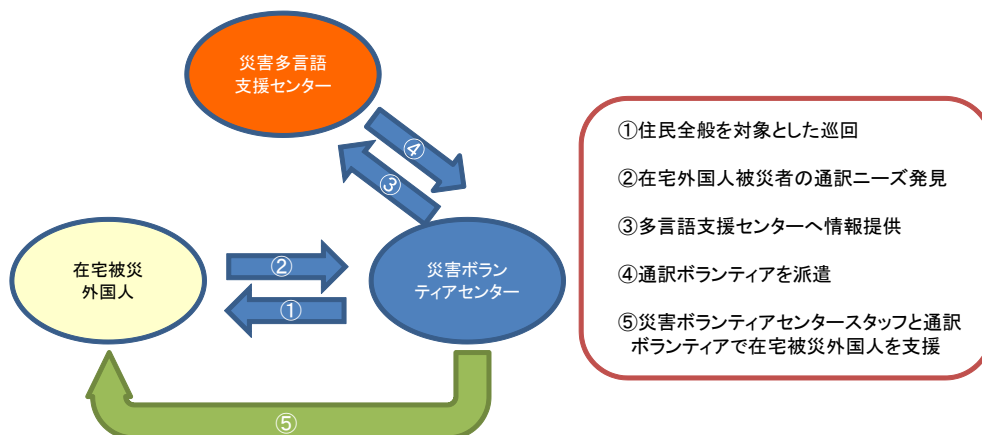 災害多言語
支援センター
④
③
在宅被災
外国人
②
①
災害ボラン
ティアセンター
⑤
①住民全般を対象とした巡回
②在宅外国人被災者の通訳ニーズ発見
③多言語支援センターへ情報提供
④通訳ボランティアを派遣
⑤災害ボランティアセンタースタッフと通訳
ボランティアで在宅被災外国人を支援